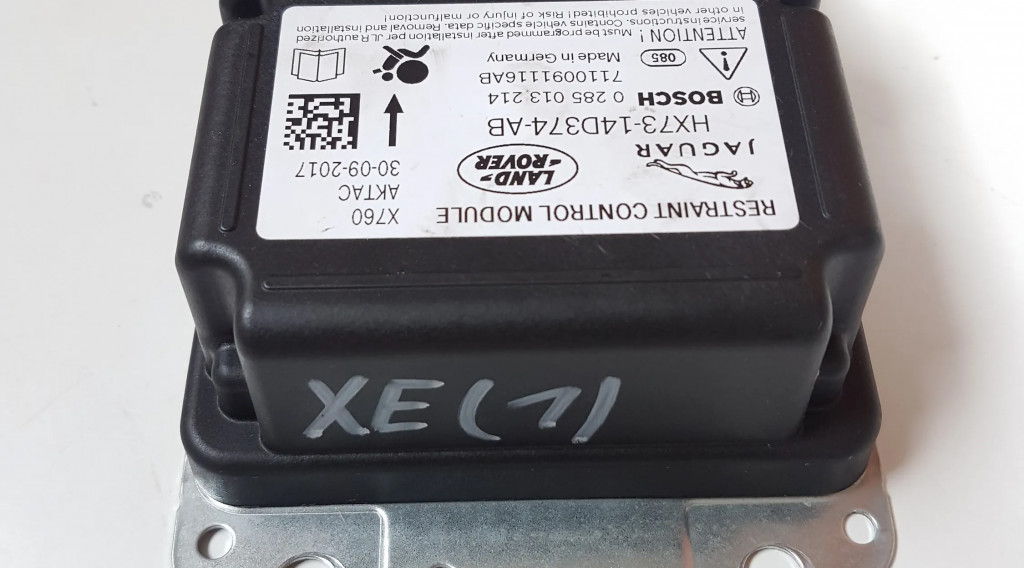 RESTRAINT CONTROL MODULE
X760
AKTAC
30-09-2017
JAGUAR
LAND-
-ROVER
HX73-14D374-AB
BOSCH 0 285 013 214
7110091116AB
085
Made in Germany
ATTENTION ! Must be programmed after installation per JLR authorized
service instructions. Contains vehicle specific data. Removal and installation
in other vehicles prohibited! Risk of injury or malfunction!
XE(1)